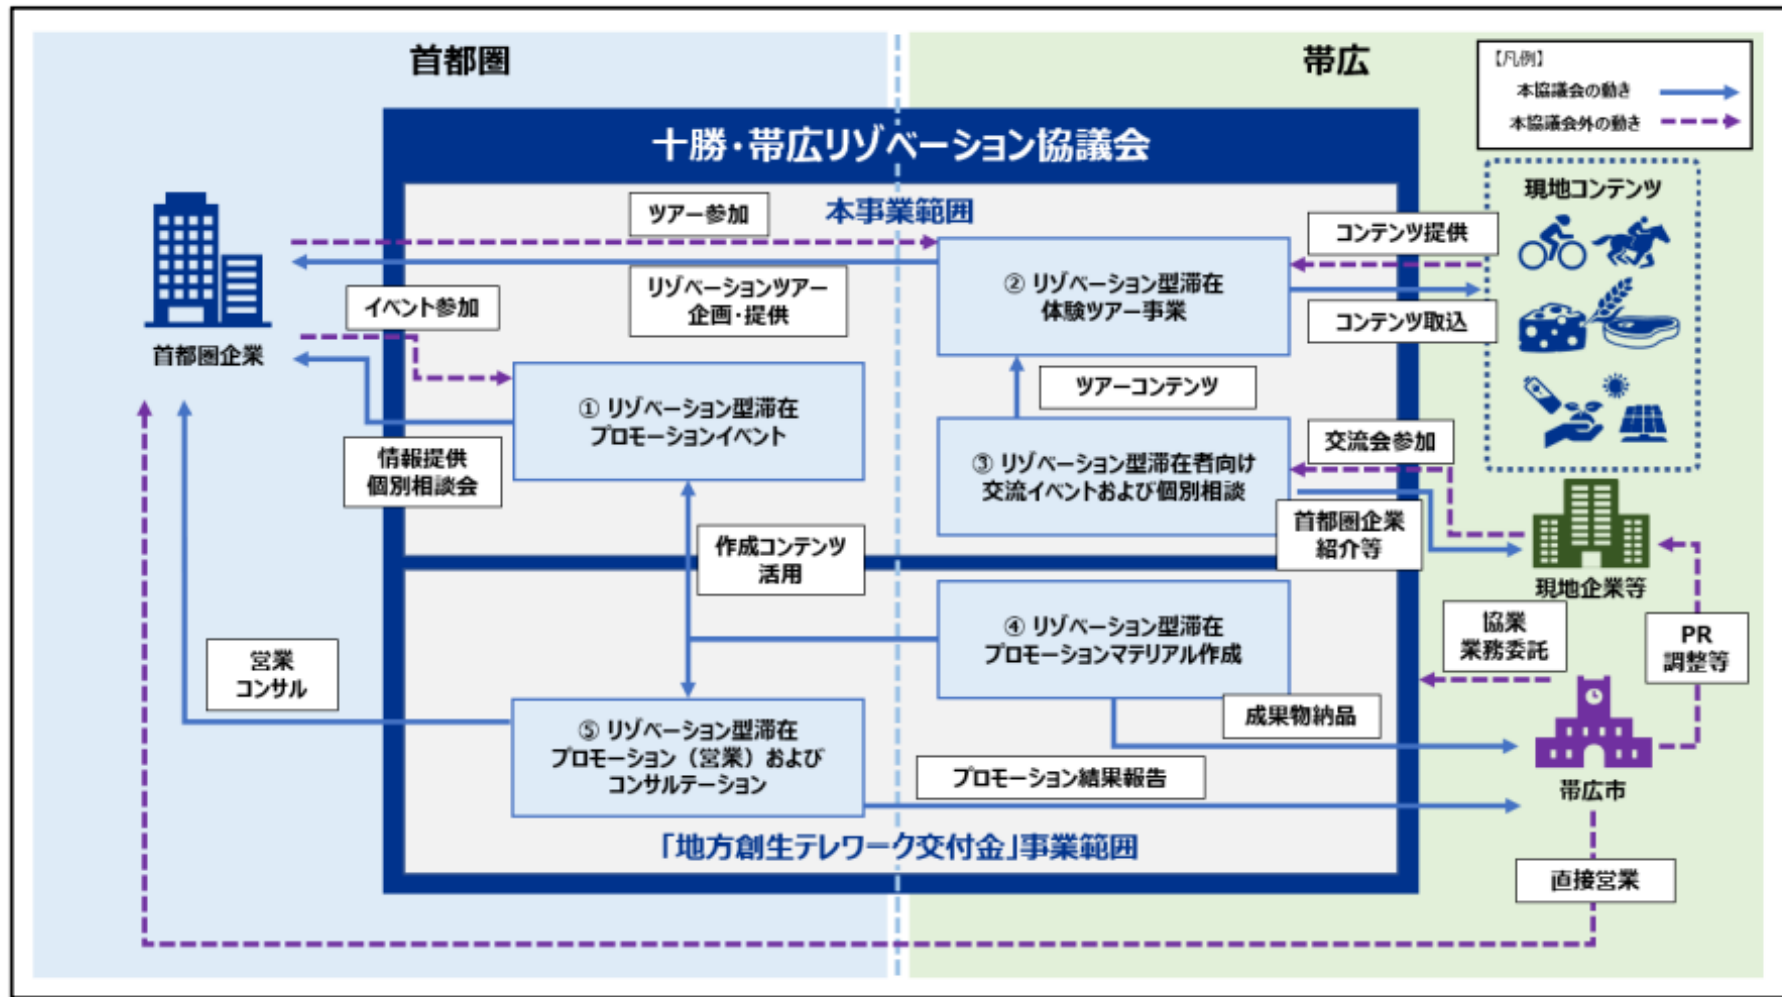 首都圏
帯広
【凡例】
本協議会の動き
本協議会外の動き
十勝・帯広リゾベーション協議会
本事業範囲
ツアー参加
リゾベーションツアー
企画・提供
イベント参加
首都圏企業
情報提供
個別相談会
① リゾベーション型滞在
プロモーションイベント
② リゾベーション型滞在
体験ツアー事業
ツアーコンテンツ
③ リゾベーション型滞在者向け
交流イベントおよび個別相談
コンテンツ提供
コンテンツ取込
現地コンテンツ
交流会参加
首都圏企業
紹介等
現地企業等
作成コンテンツ
活用
④ リゾベーション型滞在
プロモーションマテリアル作成
協業
業務委託
PR
調整等
営業
コンサル
⑤ リゾベーション型滞在
プロモーション（営業）および
コンサルテーション
成果物納品
プロモーション結果報告
帯広市
「地方創生テレワーク交付金」事業範囲
直接営業